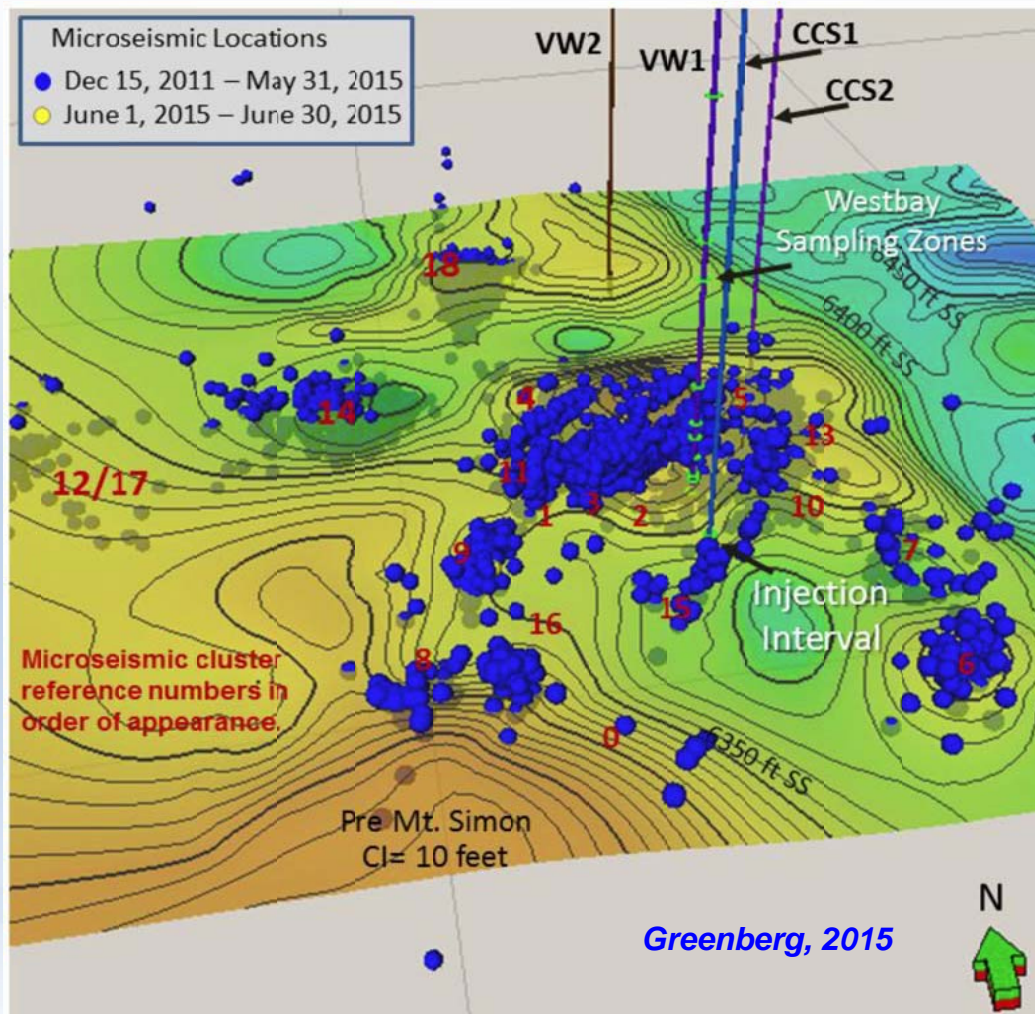 Microseismic Locations
Dec 15, 2011 – May 31, 2015
June 1, 2015 – June 30, 2015
VW2
VW1
CCS1
CCS2
Westbay
Sampling Zones
6450 ft SS
6400 ft SS
18
14
4
5
13
12/17
11
1
3
2
10
9
7
15
Injection
Interval
16
8
6
Microseismic cluster
reference numbers in
order of appearance.
0
6350 ft SS
Pre Mt. Simon
CI= 10 feet
N
Greenberg, 2015